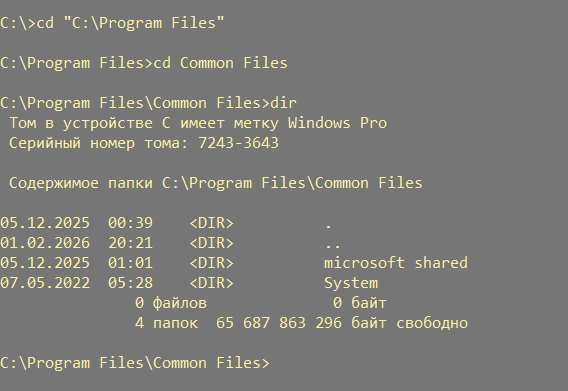 C:\>cd "C:\Program Files"
C:\Program Files>cd Common Files
C:\Program Files\Common Files>dir
Том в устройстве C имеет метку Windows Pro
Серийный номер тома: 7243-3643
Содержимое папки C:\Program Files\Common Files
05.12.2025  00:39    <DIR>          .
01.02.2026  20:21    <DIR>          ..
05.12.2025  01:01    <DIR>          microsoft shared
07.05.2022  05:28    <DIR>          System
0 файлов              0 байт
4 папок  65 687 863 296 байт свободно
C:\Program Files\Common Files>